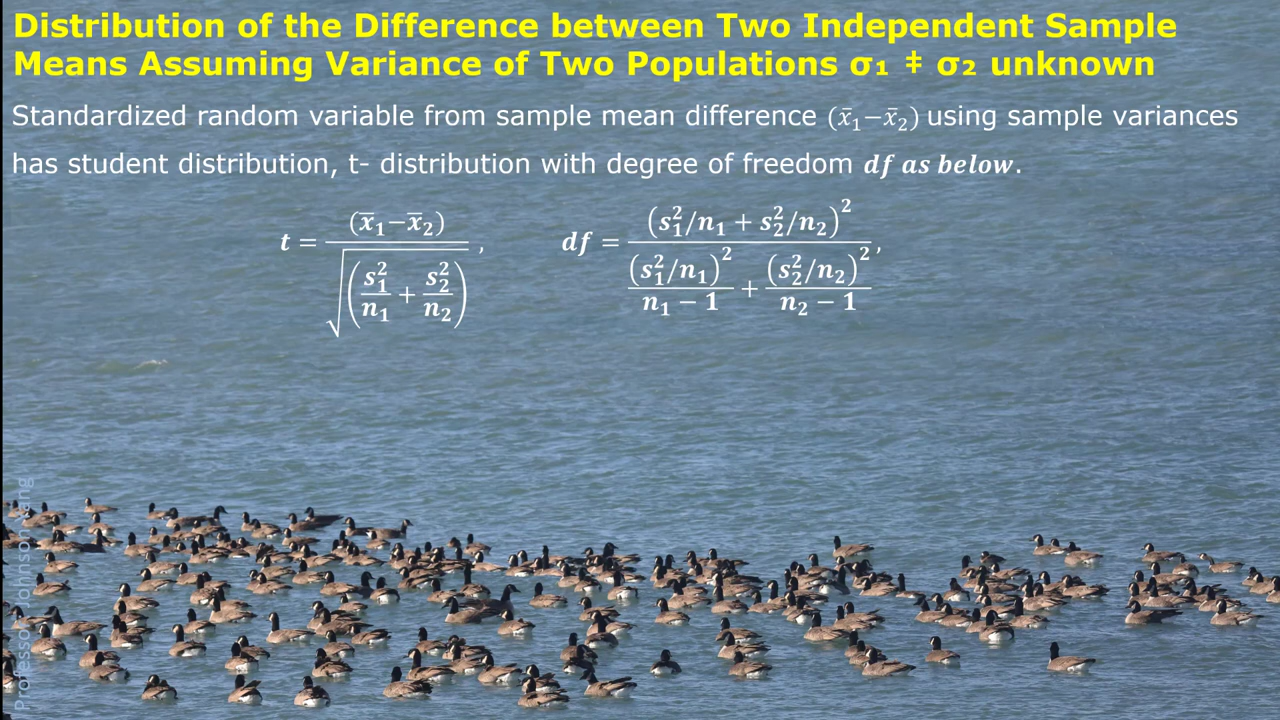 Distribution of the Difference between Two Independent Sample
Means Assuming Variance of Two Populations σ₁ ǂ σ₂ unknown
Standardized random variable from sample mean difference (x̄₁−x̄₂) using sample variances
has student distribution, t- distribution with degree of freedom df as below.
t = (x̄₁−x̄₂) / √(s₁²/n₁ + s₂²/n₂) , df = (s₁²/n₁ + s₂²/n₂)² / ((s₁²/n₁)²/(n₁ − 1) + (s₂²/n₂)²/(n₂ − 1)) ,
Professor Johnson